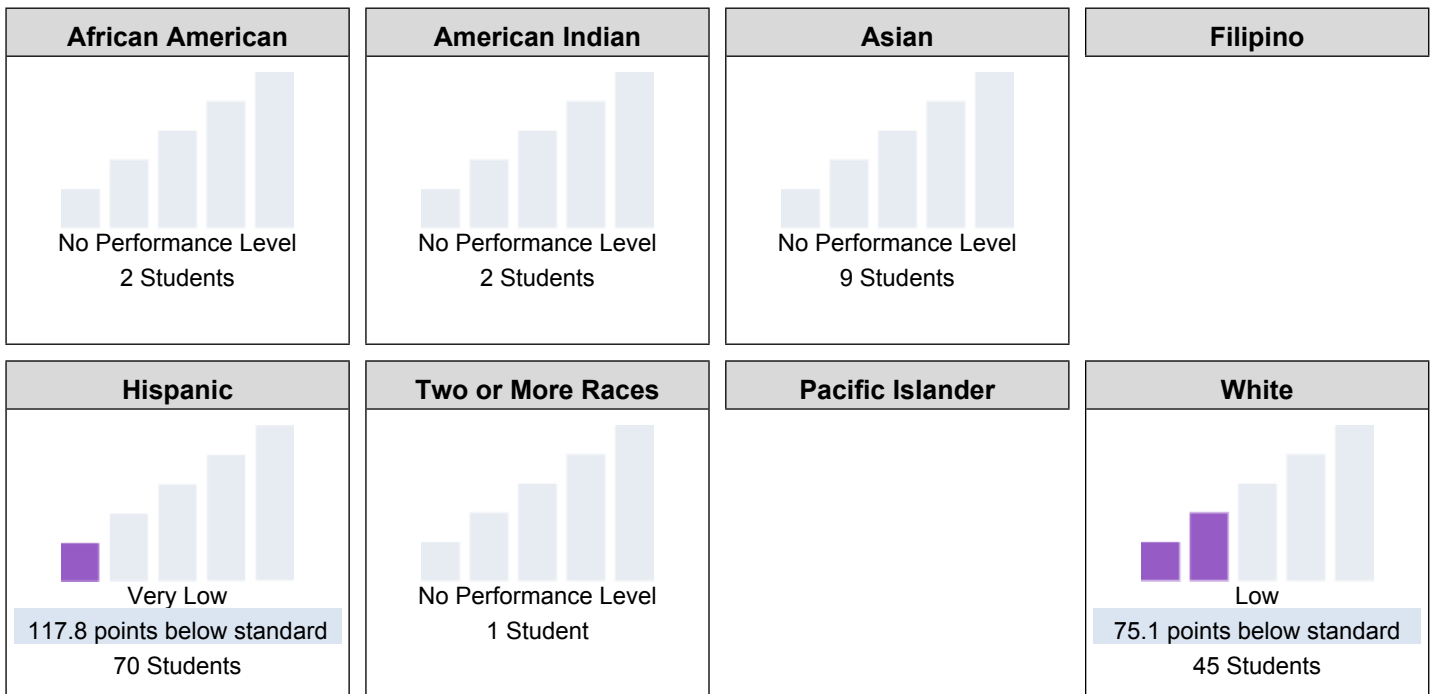 African American
No Performance Level
2 Students
American Indian
No Performance Level
2 Students
Asian
No Performance Level
9 Students
Filipino
Hispanic
Very Low
117.8 points below standard
70 Students
Two or More Races
No Performance Level
1 Student
Pacific Islander
White
Low
75.1 points below standard
45 Students